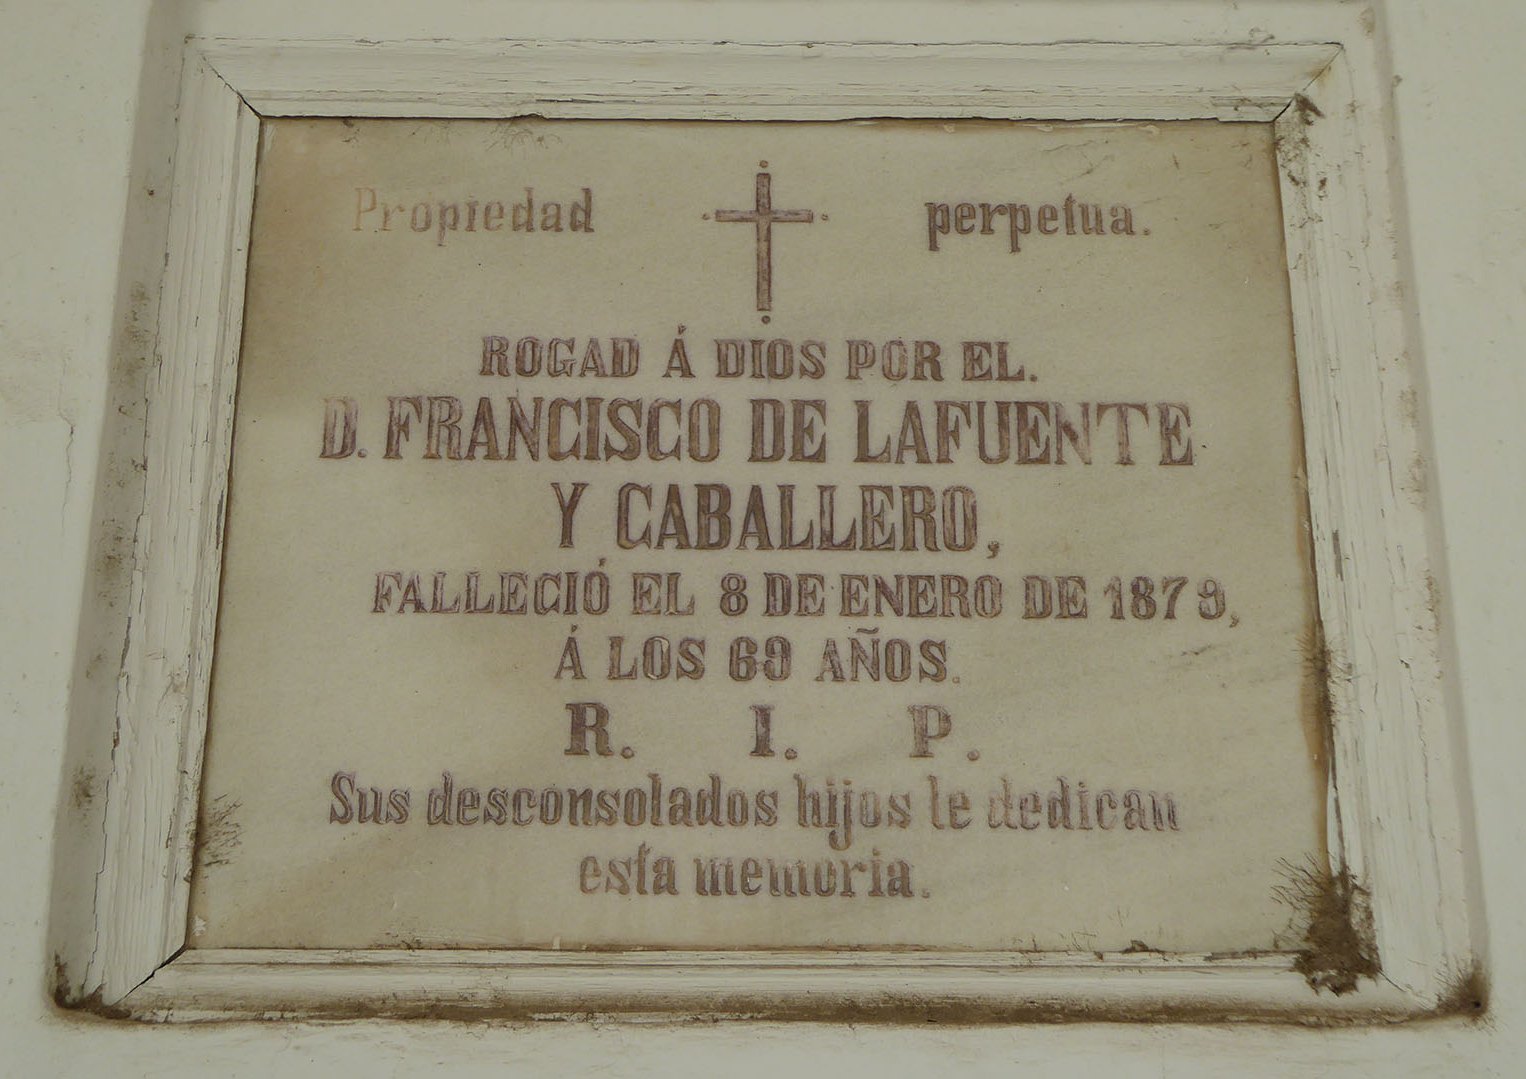 Propiedad perpetua.
ROGAD Á DIOS POR EL.
D. FRANCISCO DE LAFUENTE
Y CABALLERO,
FALLECIÓ EL 8 DE ENERO DE 1879,
Á LOS 69 AÑOS.
R. I. P.
Sus desconsolados hijos le dedican
esta memoria.